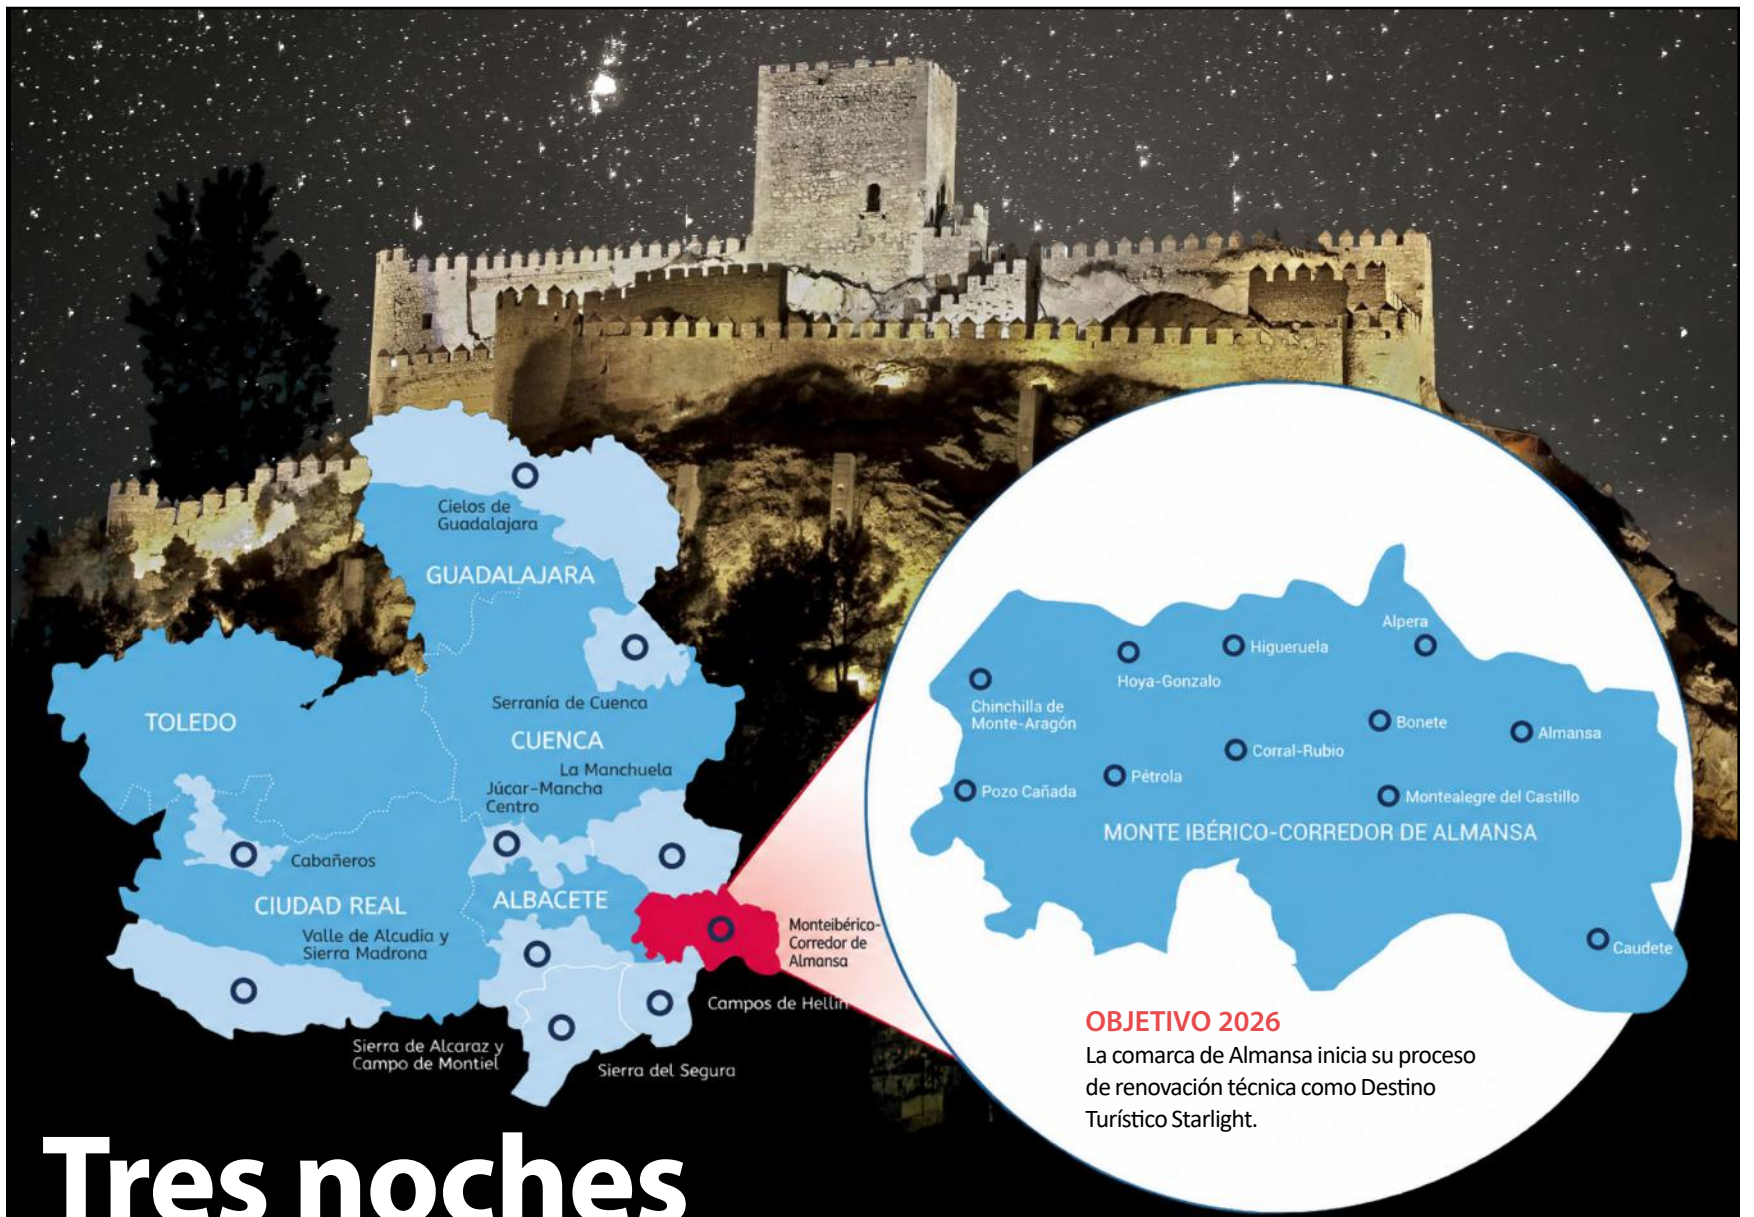 Cielos de
Guadalajara
GUADALAJARA
Serranía de Cuenca
TOLEDO
CUENCA
La Manchuela
Júcar-Mancha
Centro
Cabañeros
CIUDAD REAL
ALBACETE
Valle de Alcudia y
Sierra Madrona
Monteibérico-
Corredor de
Almansa
Campos de Hellín
Sierra de Alcaraz y
Campo de Montiel
Sierra del Segura
Alpera
Higueruela
Hoya-Gonzalo
Chinchilla de
Monte-Aragón
Bonete
Almansa
Corral-Rubio
Pétrola
Pozo Cañada
Montealegre del Castillo
MONTE IBÉRICO-CORREDOR DE ALMANSA
Caudete
OBJETIVO 2026
La comarca de Almansa inicia su proceso
de renovación técnica como Destino
Turístico Starlight.
Tres noches